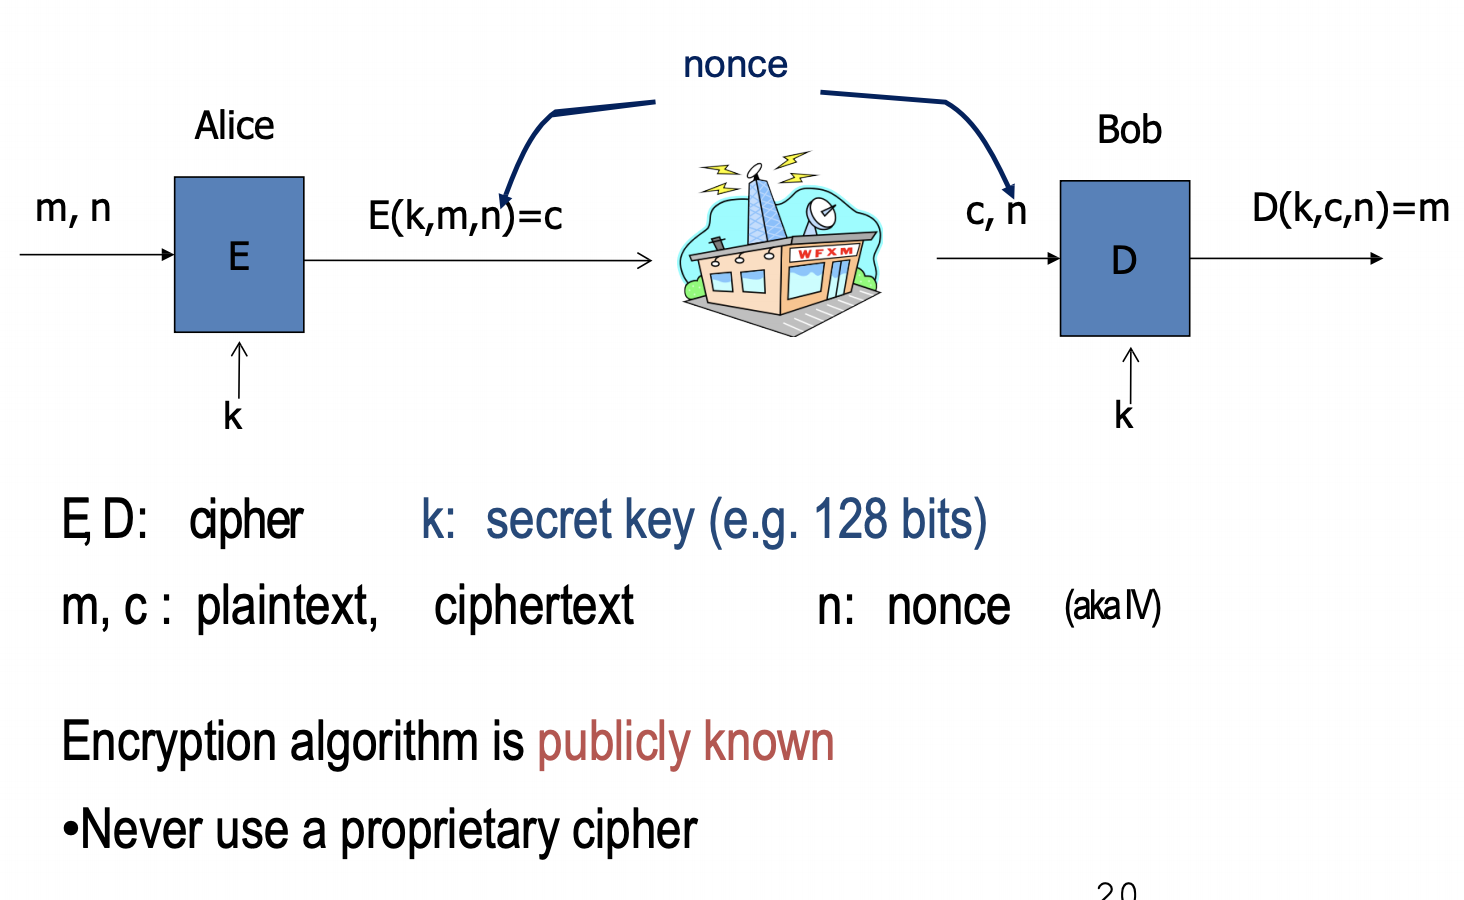 nonce
Alice
Bob
m, n
E
E(k,m,n)=c
WFXM
c, n
D
D(k,c,n)=m
k
k
E, D: cipher k: secret key (e.g. 128 bits)
m, c : plaintext, ciphertext n: nonce (aka IV)
Encryption algorithm is publicly known
•Never use a proprietary cipher
20